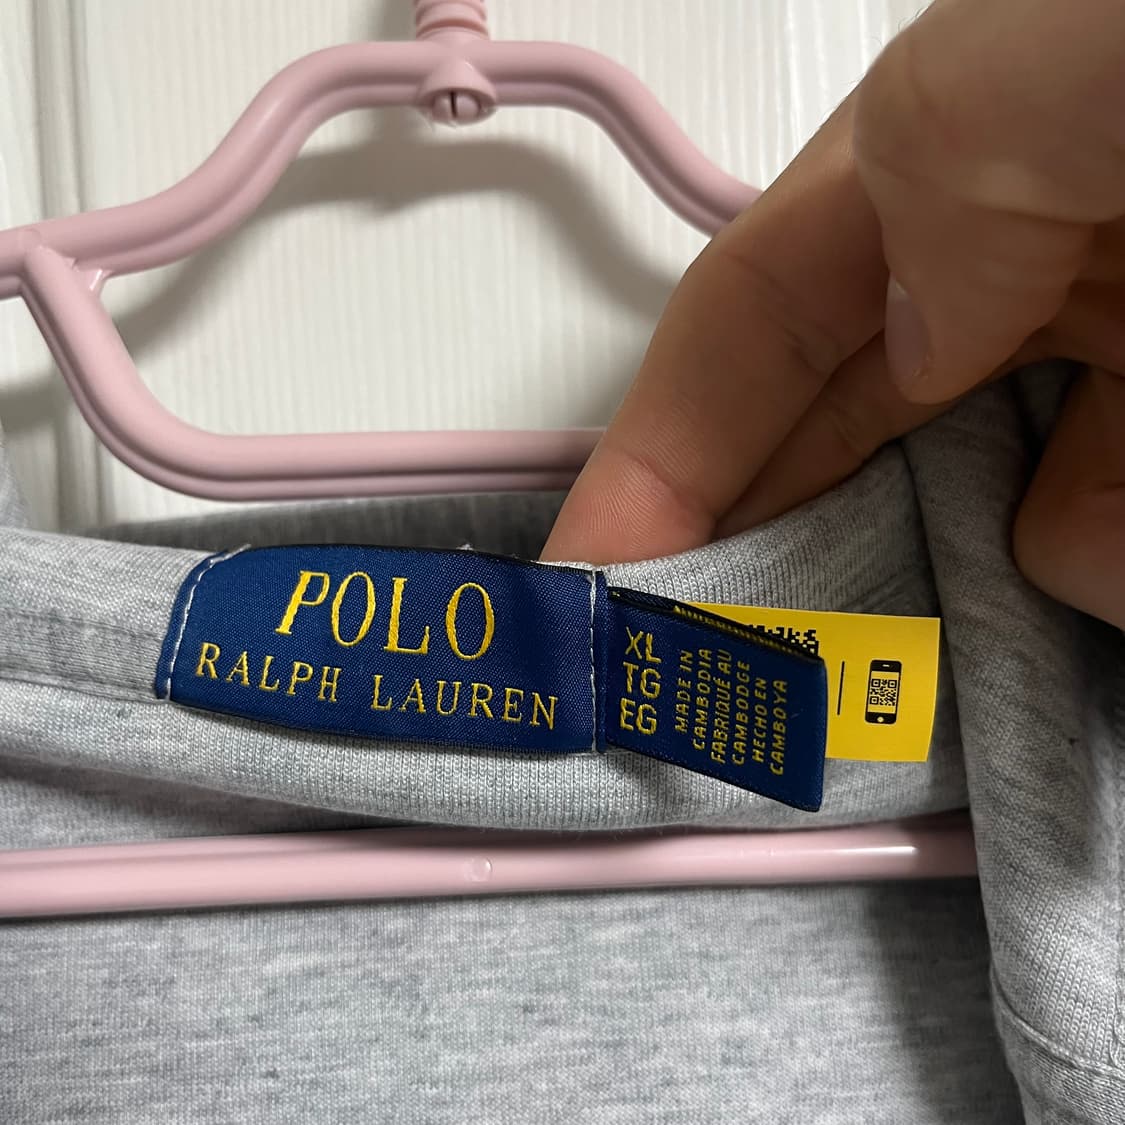 POLO
RALPH LAUREN
XL
TG
EG
MADE IN
CAMBODIA
FABRIQUÉ AU
CAMBODGE
HECHO EN
CAMBOYA